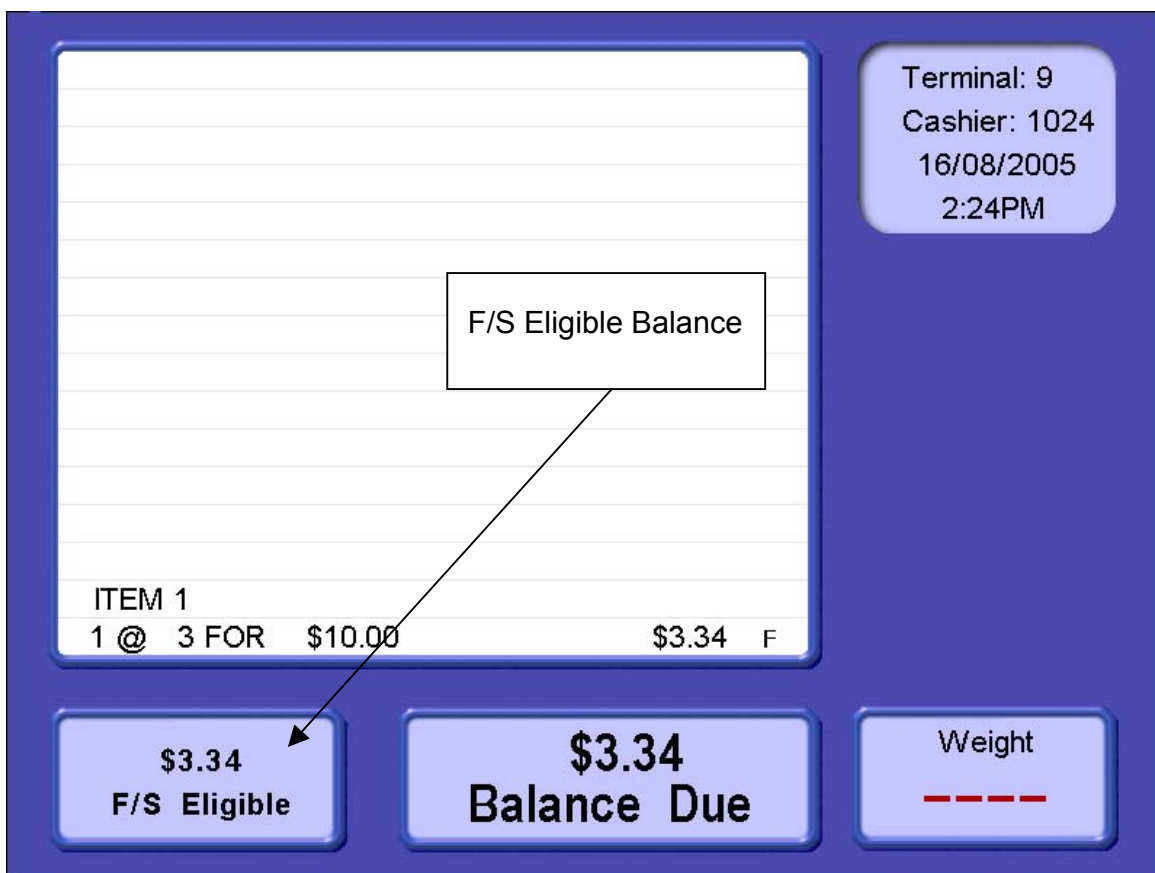 Terminal: 9
Cashier: 1024
16/08/2005
2:24PM
F/S Eligible Balance
ITEM 1
1 @ 3 FOR $10.00 $3.34 F
$3.34
F/S Eligible
$3.34
Balance Due
Weight
----